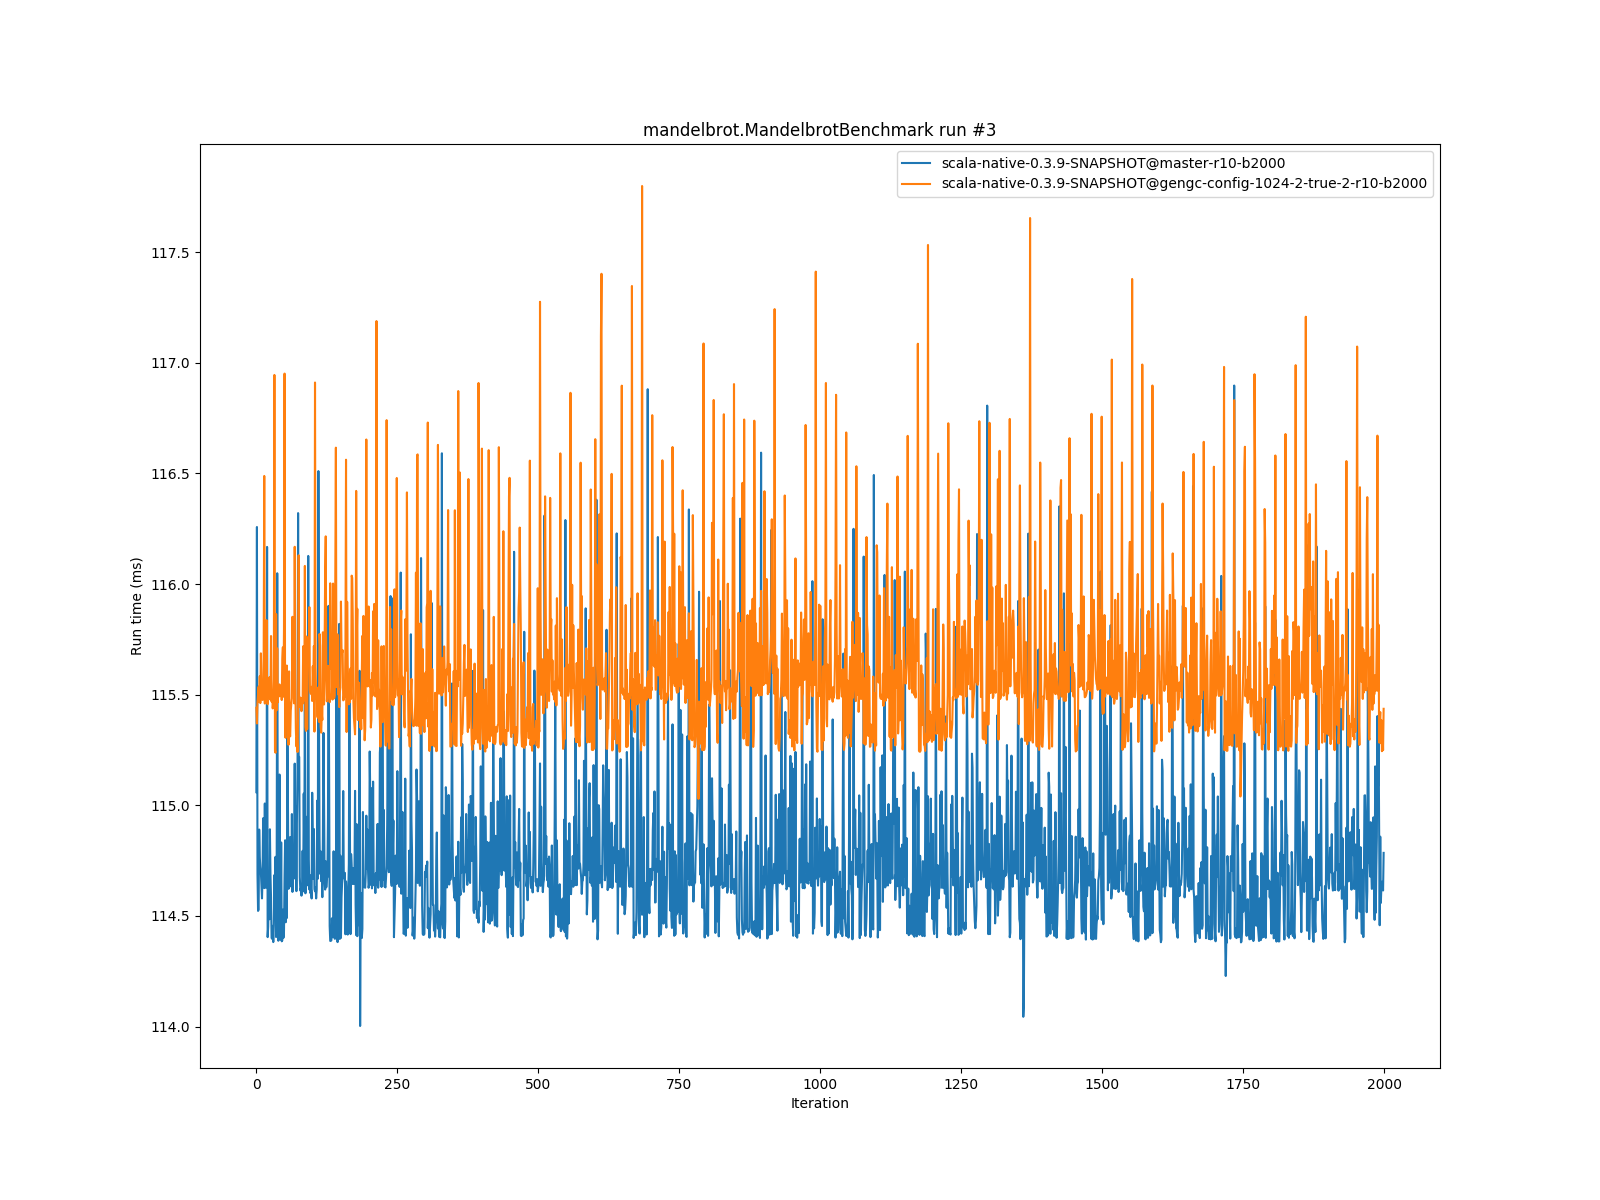 mandelbrot.MandelbrotBenchmark run #3
scala-native-0.3.9-SNAPSHOT@master-r10-b2000
scala-native-0.3.9-SNAPSHOT@gengc-config-1024-2-true-2-r10-b2000
117.5
117.0
116.5
116.0
115.5
115.0
114.5
114.0
Run time (ms)
0 250 500 750 1000 1250 1500 1750 2000
Iteration